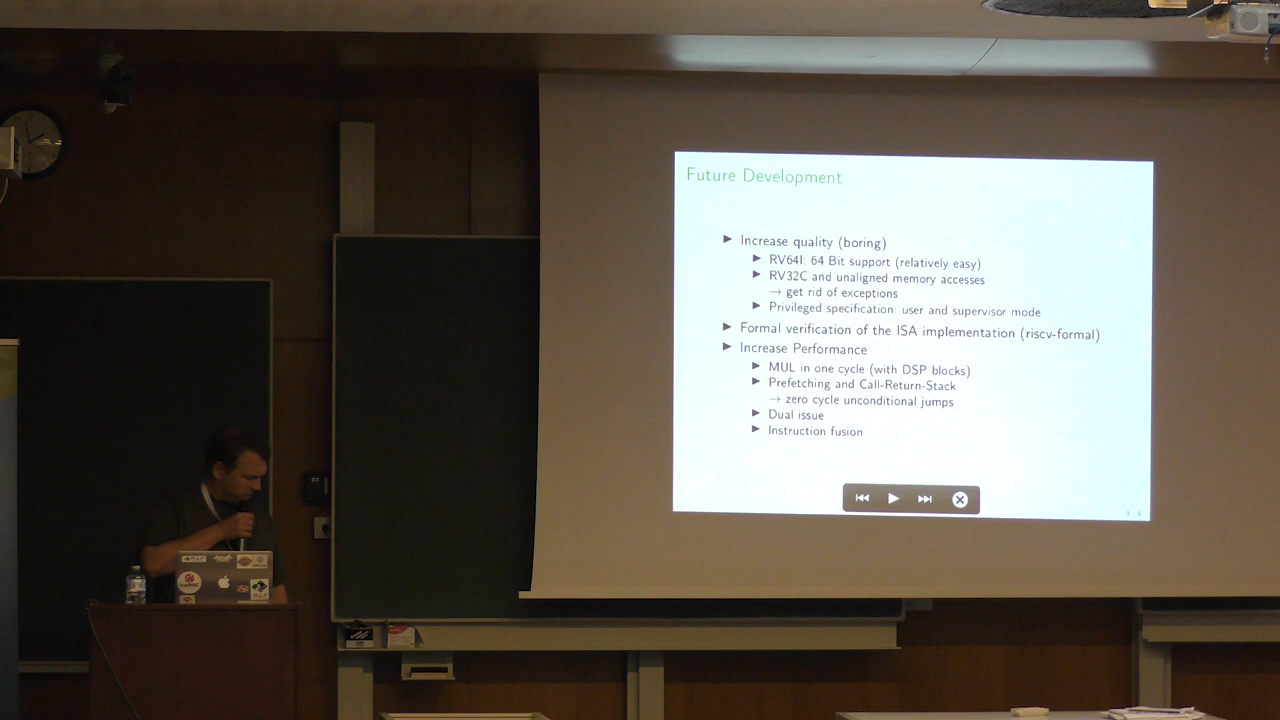 Future Development
► Increase quality (boring)
► RV64I: 64 Bit support (relatively easy)
► RV32C and unaligned memory accesses
→ get rid of exceptions
► Privileged specification: user and supervisor mode
► Formal verification of the ISA implementation (riscv-formal)
► Increase Performance
► MUL in one cycle (with DSP blocks)
► Prefetching and Call-Return-Stack
→ zero cycle unconditional jumps
► Dual issue
► Instruction fusion